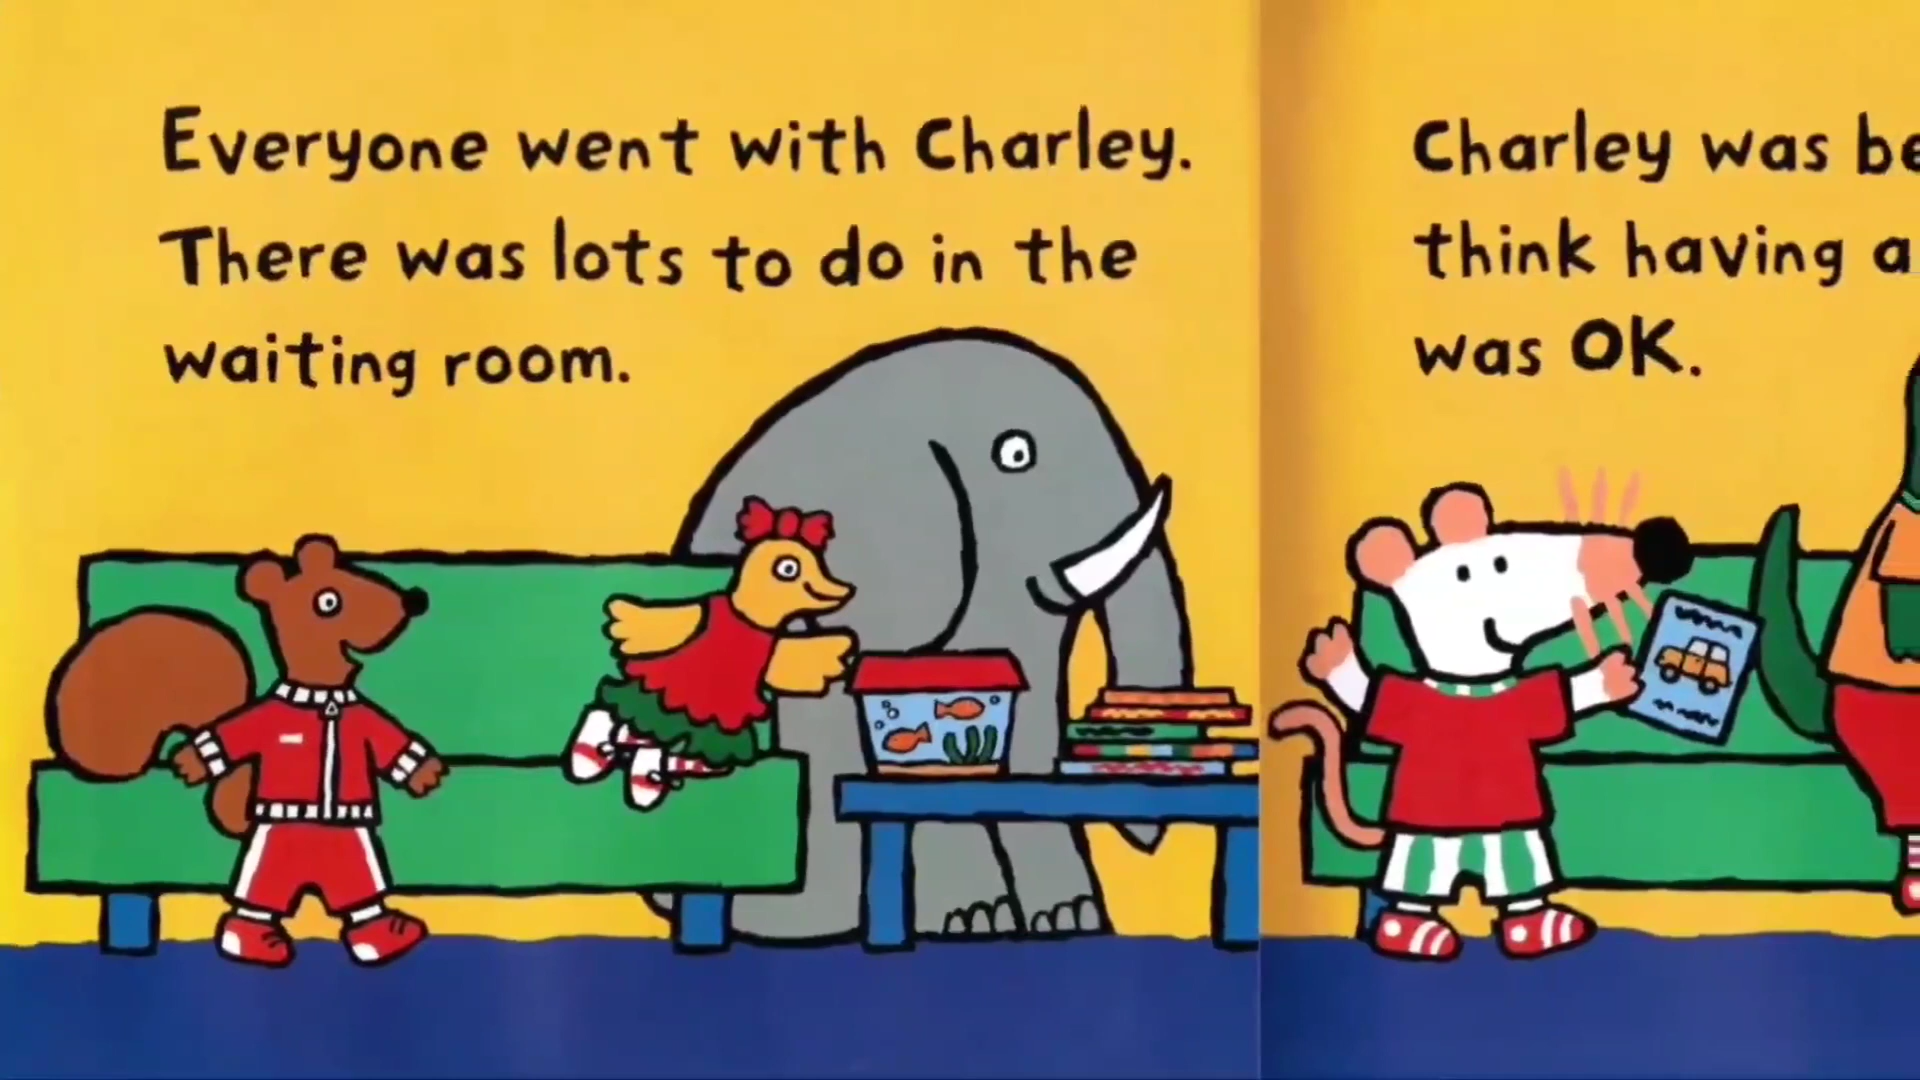 Everyone went with Charley.
There was lots to do in the
waiting room.
Charley was
think having a
was OK.